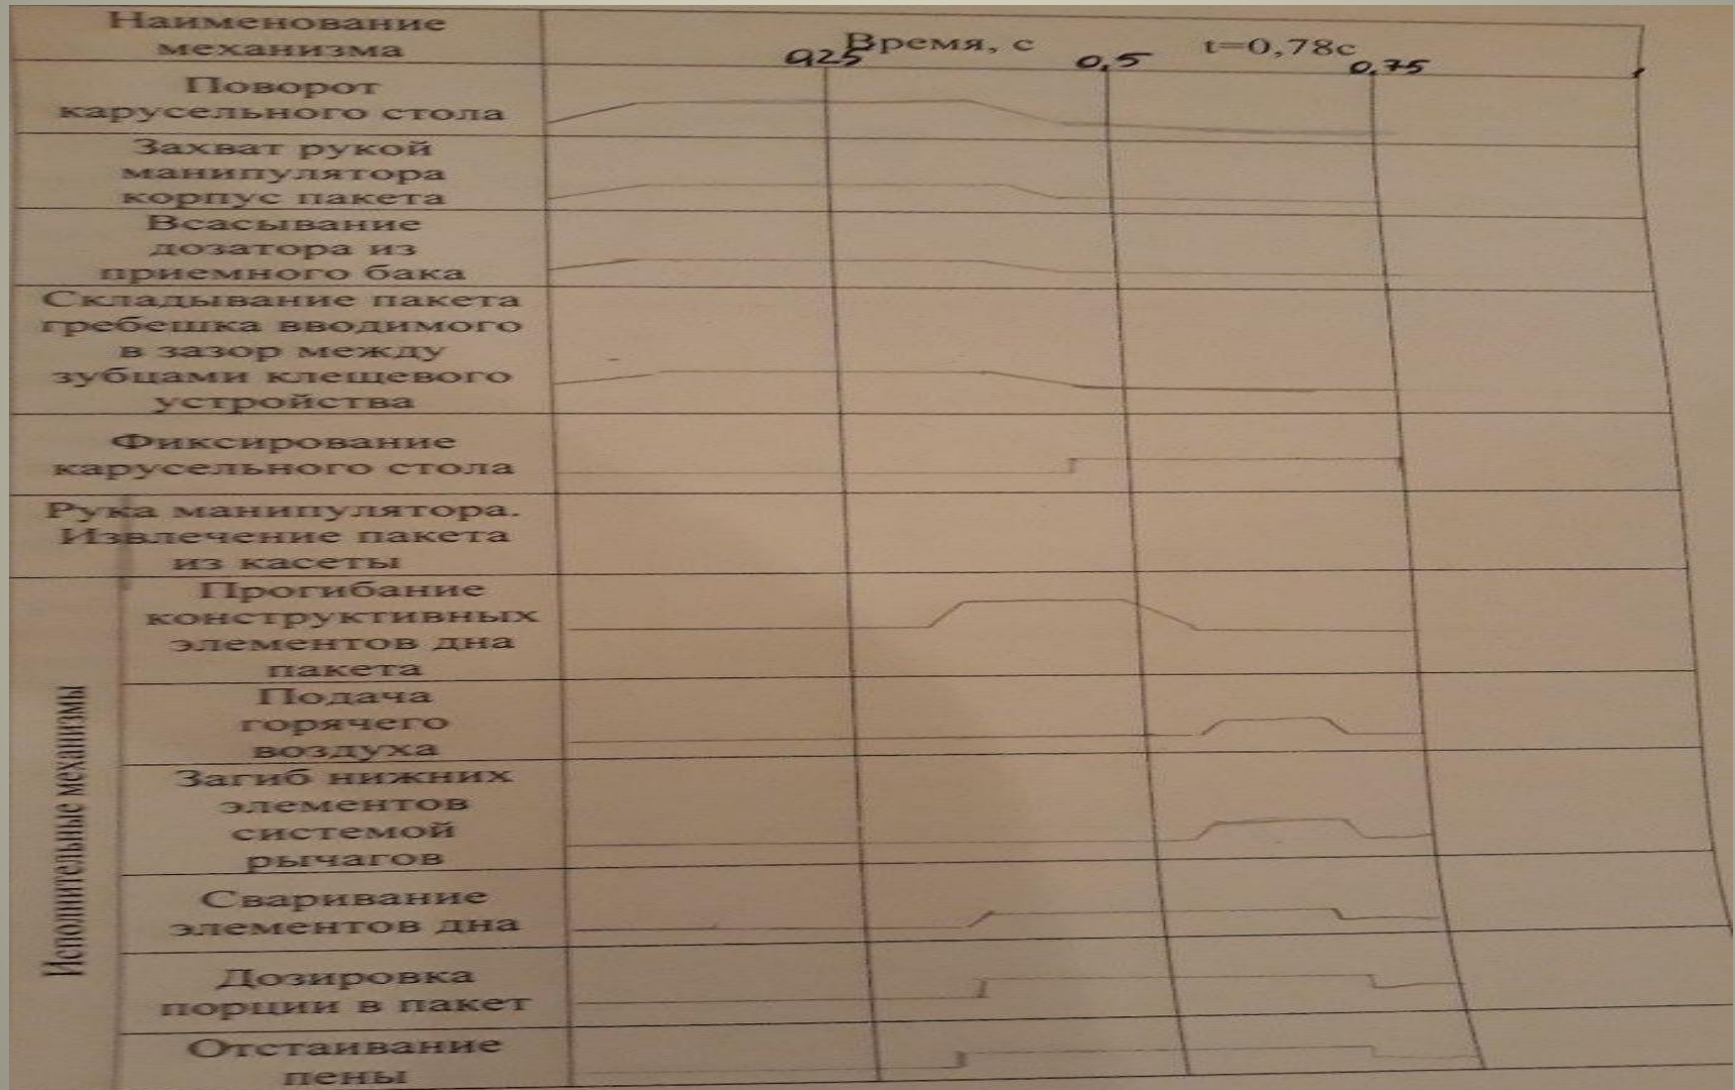 Наименование
механизма
Время, с
t=0,78с
0,25
0,5
0,75
Поворот
карусельного стола
Захват рукой
манипулятора
корпус пакета
Всасывание
дозатора из
приемного бака
Складывание пакета
гребешка вводимого
в зазор между
зубцами клещевого
устройства
Фиксирование
карусельного стола
Рука манипулятора.
Извлечение пакета
из касеты
Исполнительные механизмы
Прогибание
конструктивных
элементов дна
пакета
Подача
горячего
воздуха
Загиб нижних
элементов
системой
рычагов
Сваривание
элементов дна
Дозировка
порции в пакет
Отстаивание
пены